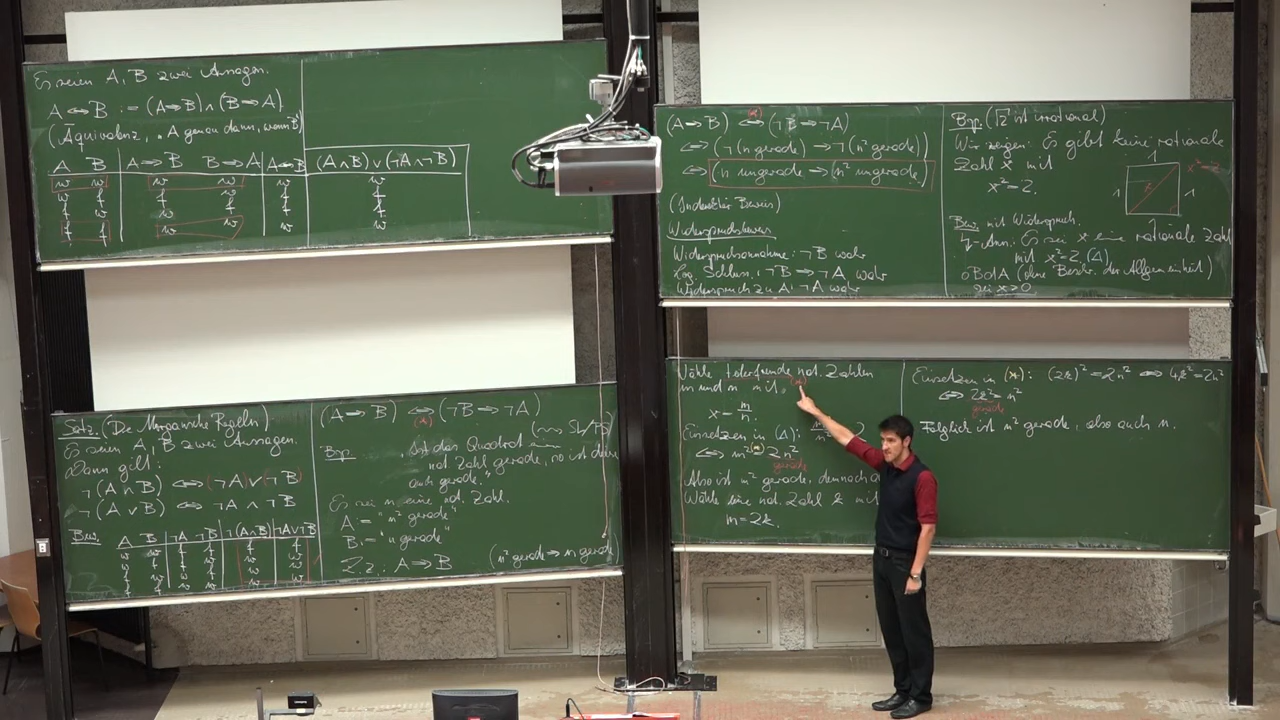 Es seien A, B zwei Aussagen.
A ⇔ B := (A ⇒ B) ∧ (B ⇒ A)
(Äquivalenz, „A genau dann, wenn B")
A B A ⇒ B B ⇒ A A ⇔ B (A ∧ B) ∨ (¬A ∧ ¬B)
w w w w w w
w f f w f f
f w w f f f
f f w w w w
Satz. (De Morgansche Regeln)
Es seien A, B zwei Aussagen.
Dann gilt:
¬(A ∧ B) ⇔ (¬A) ∨ (¬B)
¬(A ∨ B) ⇔ ¬A ∧ ¬B
Bew. A B ¬A ¬B ¬(A∧B) ¬A∨¬B
w w f f f f
w f f w w w
f w w f w w
f f w w w w
(A ⇒ B) ⇔ (¬B ⇒ ¬A)
(*)
Bsp. „Ist das Quadrat
nat. Zahl gerade, so ist
auch gerade."
Es sei n eine nat. Zahl.
A = "n² gerade"
B = "n gerade"
Z.z.: A ⇒ B (n² gerade ⇒ n gerade)
(A ⇒ B) (*) ⇔ (¬B ⇒ ¬A)
⇔ (¬(n gerade) → ¬(n² gerade))
⇔ (n ungerade ⇒ (n² ungerade))
(Indirekter Beweis)
Widerspruchsbeweis
Widerspruchsannahme: ¬B wahr
Log. Schluss: ¬B ⇒ ¬A wahr
Widerspruch zu A: ¬A wahr
Bsp. (√2 ist irrational)
Wir zeigen: Es gibt keine rationale
Zahl x mit
x² = 2.
1
1
1
x² = 2
Bew. mit Widerspruch.
Ann.: Es sei x eine rationale Zahl
mit x² = 2. (Δ)
oBdA (ohne Beschr. der Allgemeinheit)
sei x > 0
Wähle teilerfremde nat. Zahlen
m und n mit (*)
x = m/n
Einsetzen in (Δ): 2
⇔ m² (*) 2n²
gerade
Also ist m² gerade, demnach
Wähle eine nat. Zahl k mit
m = 2k.
Einsetzen in (*): (2k)² = 2n² ⇔ 4k² = 2n²
⇔ 2k² = n²
gerade
Folglich ist n² gerade, also auch n.